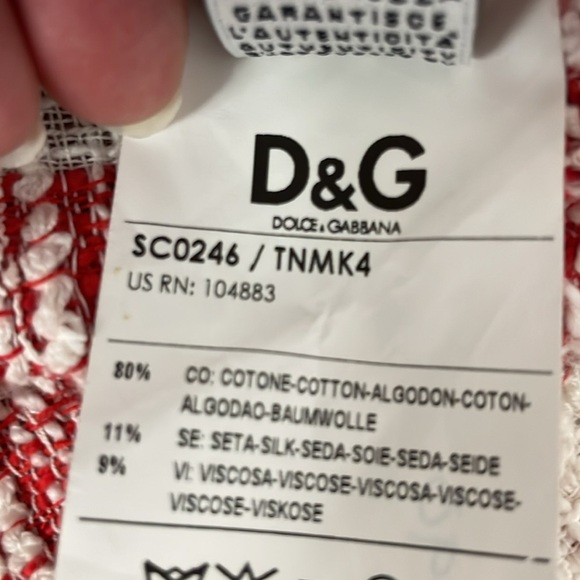 GARANTISCE
L'AUTENTICITÀ
AUTHENTICITY
D&G
DOLCE & GABBANA
SC0246 / TNMK4
US RN: 104883
80% CO: COTONE-COTTON-ALGODON-COTON-
ALGODAO-BAUMWOLLE
11% SE: SETA-SILK-SEDA-SOIE-SEDA-SEIDE
9% VI: VISCOSA-VISCOSE-VISCOSA-VISCOSE-
VISCOSE-VISKOSE